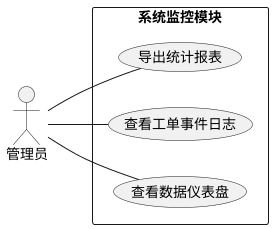 系统监控模块
导出统计报表
查看工单事件日志
管理员
查看数据仪表盘